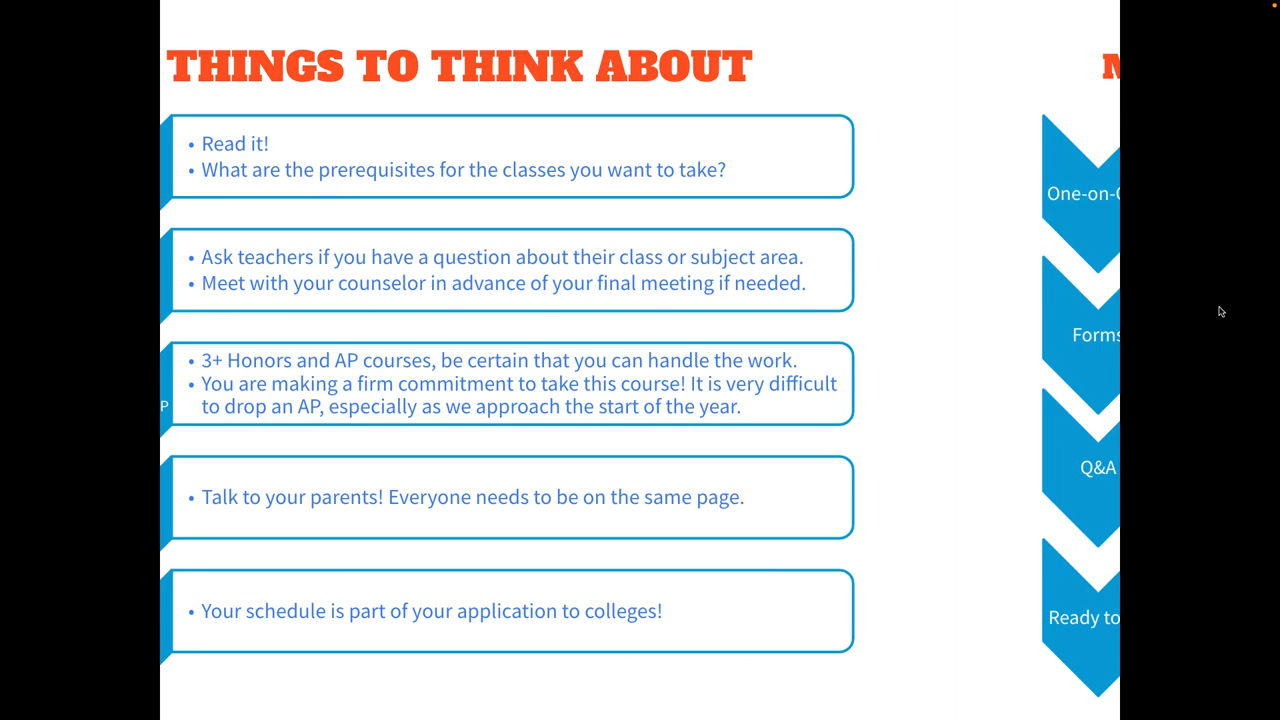 THINGS TO THINK ABOUT
• Read it!
• What are the prerequisites for the classes you want to take?
• Ask teachers if you have a question about their class or subject area.
• Meet with your counselor in advance of your final meeting if needed.
P
• 3+ Honors and AP courses, be certain that you can handle the work.
• You are making a firm commitment to take this course! It is very difficult
to drop an AP, especially as we approach the start of the year.
• Talk to your parents! Everyone needs to be on the same page.
• Your schedule is part of your application to colleges!
Forms
Q&A
Ready to